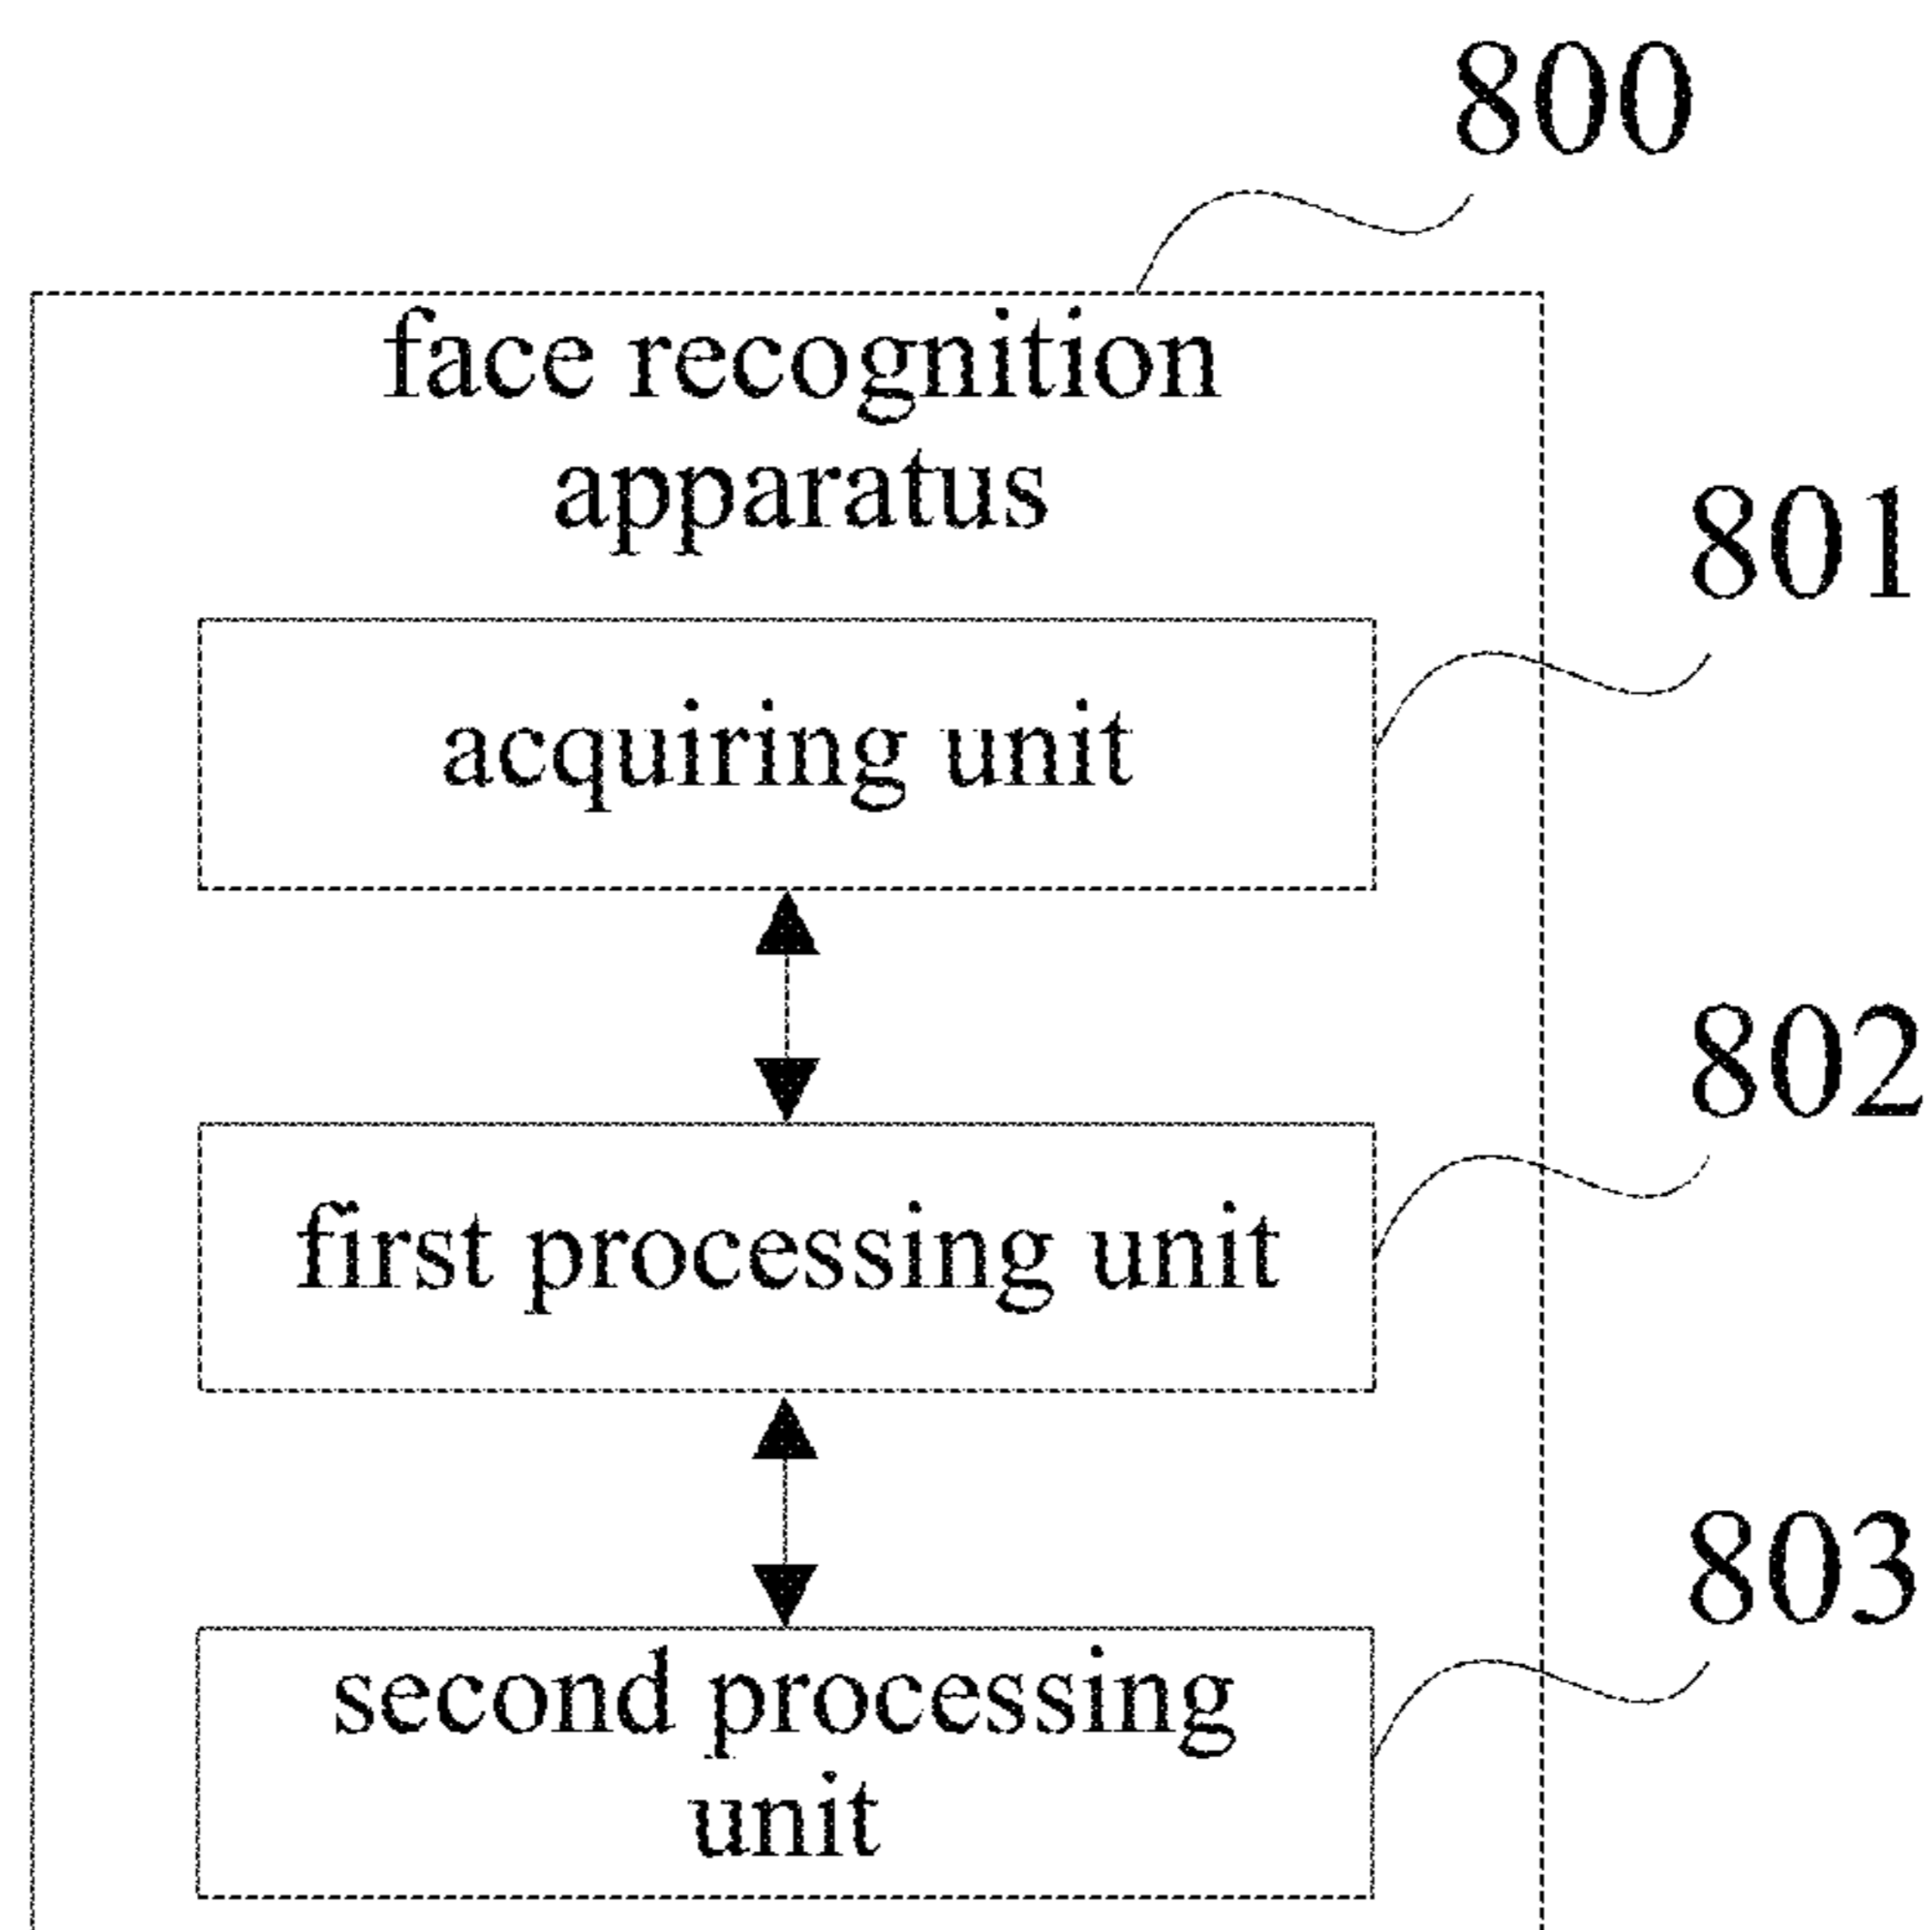 800
face recognition
apparatus
801
acquiring unit
802
first processing unit
803
second processing
unit